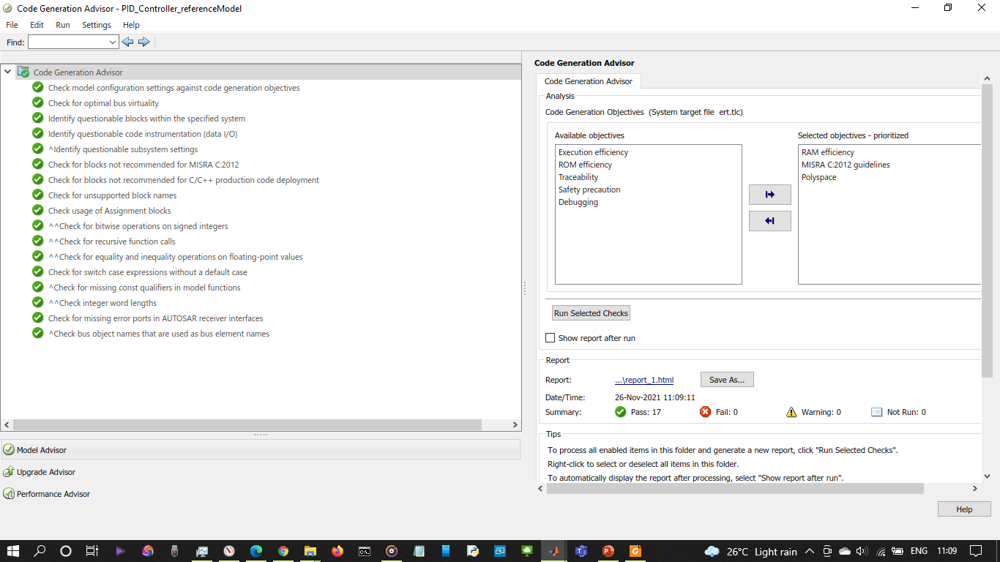 Code Generation Advisor - PID_Controller_referenceModel
File Edit Run Settings Help
Find:
Code Generation Advisor
Check model configuration settings against code generation objectives
Check for optimal bus virtuality
Identify questionable blocks within the specified system
Identify questionable code instrumentation (data I/O)
^Identify questionable subsystem settings
Check for blocks not recommended for MISRA C:2012
Check for blocks not recommended for C/C++ production code deployment
Check for unsupported block names
Check usage of Assignment blocks
^^Check for bitwise operations on signed integers
^^Check for recursive function calls
^^Check for equality and inequality operations on floating-point values
Check for switch case expressions without a default case
^Check for missing const qualifiers in model functions
^^Check integer word lengths
Check for missing error ports in AUTOSAR receiver interfaces
^Check bus object names that are used as bus element names
Model Advisor
Upgrade Advisor
Performance Advisor
Code Generation Advisor
Code Generation Advisor
Analysis
Code Generation Objectives (System target file ert.tlc)
Available objectives
Execution efficiency
ROM efficiency
Traceability
Safety precaution
Debugging
Selected objectives - prioritized
RAM efficiency
MISRA C:2012 guidelines
Polyspace
Run Selected Checks
Show report after run
Report
Report: ...\report_1.html Save As...
Date/Time: 26-Nov-2021 11:09:11
Summary: Pass: 17 Fail: 0 Warning: 0 Not Run: 0
Tips
To process all enabled items in this folder and generate a new report, click "Run Selected Checks".
Right-click to select or deselect all items in this folder.
To automatically display the report after processing, select "Show report after run".
Help
26°C Light rain ENG 11:09